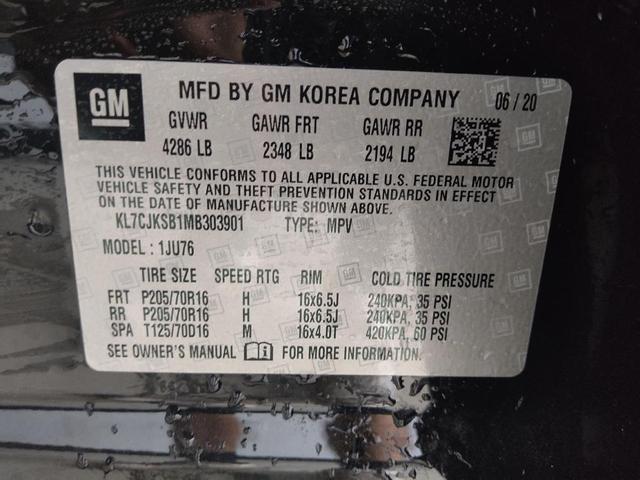 GM MFD BY GM KOREA COMPANY 06 / 20
GVWR GAWR FRT GAWR RR
4286 LB 2348 LB 2194 LB
THIS VEHICLE CONFORMS TO ALL APPLICABLE U.S. FEDERAL MOTOR
VEHICLE SAFETY AND THEFT PREVENTION STANDARDS IN EFFECT
ON THE DATE OF MANUFACTURE SHOWN ABOVE.
KL7CJKSB1MB303901 TYPE: MPV
MODEL : 1JU76
TIRE SIZE SPEED RTG RIM COLD TIRE PRESSURE
FRT P205/70R16 H 16x6.5J 240KPA, 35 PSI
RR P205/70R16 H 16x6.5J 240KPA, 35 PSI
SPA T125/70D16 M 16x4.0T 420KPA, 60 PSI
SEE OWNER'S MANUAL FOR MORE INFORMATION.